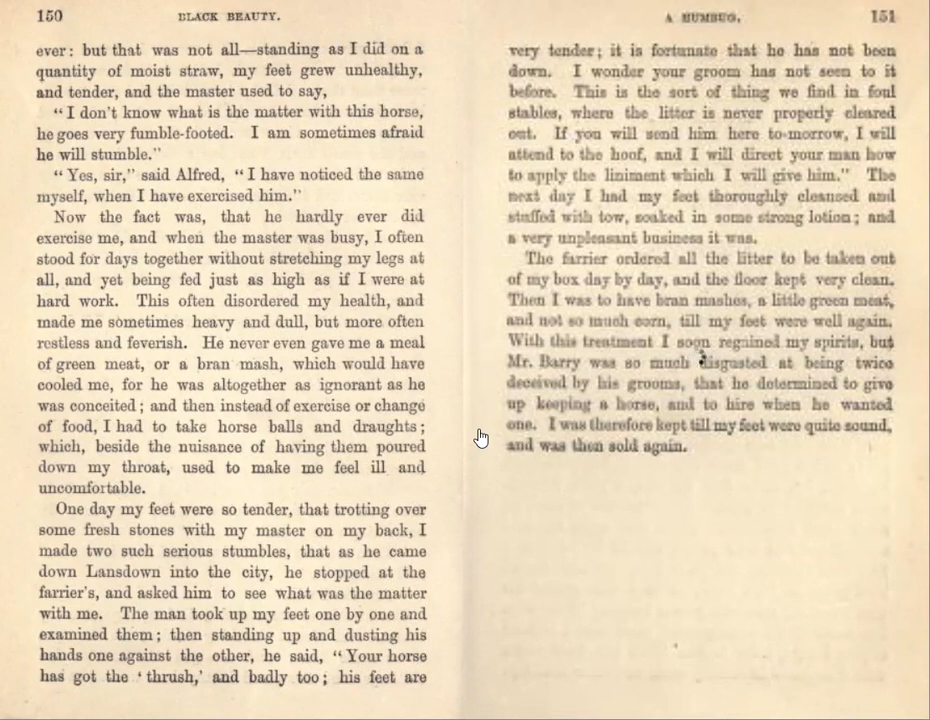 150 BLACK BEAUTY.
ever: but that was not all—standing as I did on a
quantity of moist straw, my feet grew unhealthy,
and tender, and the master used to say,
“I don't know what is the matter with this horse,
he goes very fumble-footed. I am sometimes afraid
he will stumble.”
“Yes, sir,” said Alfred, “I have noticed the same
myself, when I have exercised him.”
Now the fact was, that he hardly ever did
exercise me, and when the master was busy, I often
stood for days together without stretching my legs at
all, and yet being fed just as high as if I were at
hard work. This often disordered my health, and
made me sometimes heavy and dull, but more often
restless and feverish. He never even gave me a meal
of green meat, or a bran mash, which would have
cooled me, for he was altogether as ignorant as he
was conceited; and then instead of exercise or change
of food, I had to take horse balls and draughts;
which, beside the nuisance of having them poured
down my throat, used to make me feel ill and
uncomfortable.
One day my feet were so tender, that trotting over
some fresh stones with my master on my back, I
made two such serious stumbles, that as he came
down Lansdown into the city, he stopped at the
farrier's, and asked him to see what was the matter
with me. The man took up my feet one by one and
examined them; then standing up and dusting his
hands one against the other, he said, “Your horse
has got the ‘thrush,’ and badly too; his feet are
A HUMBUG. 151
very tender; it is fortunate that he has not been
down. I wonder your groom has not seen to it
before. This is the sort of thing we find in foul
stables, where the litter is never properly cleared
out. If you will send him here to-morrow, I will
attend to the hoof, and I will direct your man how
to apply the liniment which I will give him.” The
next day I had my feet thoroughly cleansed and
stuffed with tow, soaked in some strong lotion; and
a very unpleasant business it was.
The farrier ordered all the litter to be taken out
of my box day by day, and the floor kept very clean.
Then I was to have bran mashes, a little green meat,
and not so much corn, till my feet were well again.
With this treatment I soon regained my spirits, but
Mr. Barry was so much disgusted at being twice
deceived by his grooms, that he determined to give
up keeping a horse, and to hire when he wanted
one. I was therefore kept till my feet were quite sound,
and was then sold again.